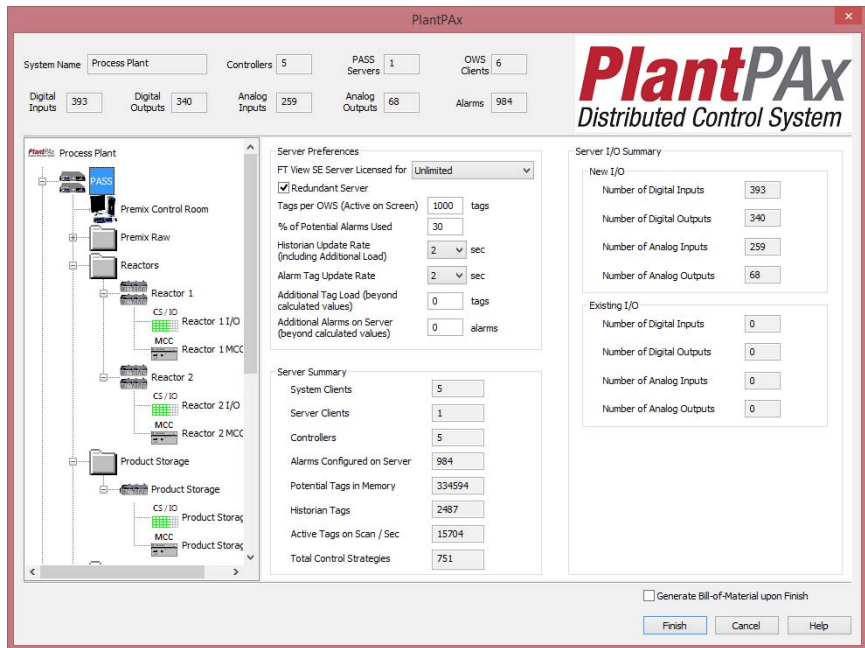 PlantPAx
System Name Process Plant Controllers 5 PASS Servers 1 OWS Clients 6
Digital Inputs 393 Digital Outputs 340 Analog Inputs 259 Analog Outputs 68 Alarms 984
PlantPAx
Distributed Control System
PlantPAx Process Plant
PASS
Premix Control Room
Premix Raw
Reactors
Reactor 1
CS / IO
Reactor 1 I/O
MCC
Reactor 1 MCC
Reactor 2
CS / IO
Reactor 2 I/O
MCC
Reactor 2 MCC
Product Storage
Product Storage
CS / IO
Product Storag
MCC
Product Storag
Server Preferences
FT View SE Server Licensed for Unlimited
Redundant Server
Tags per OWS (Active on Screen) 1000 tags
% of Potential Alarms Used 30
Historian Update Rate
(including Additional Load) 2 sec
Alarm Tag Update Rate 2 sec
Additional Tag Load (beyond
calculated values) 0 tags
Additional Alarms on Server
(beyond calculated values) 0 alarms
Server Summary
System Clients 5
Server Clients 1
Controllers 5
Alarms Configured on Server 984
Potential Tags in Memory 334594
Historian Tags 2487
Active Tags on Scan / Sec 15704
Total Control Strategies 751
Server I/O Summary
New I/O
Number of Digital Inputs 393
Number of Digital Outputs 340
Number of Analog Inputs 259
Number of Analog Outputs 68
Existing I/O
Number of Digital Inputs 0
Number of Digital Outputs 0
Number of Analog Inputs 0
Number of Analog Outputs 0
Generate Bill-of-Material upon Finish
Finish Cancel Help